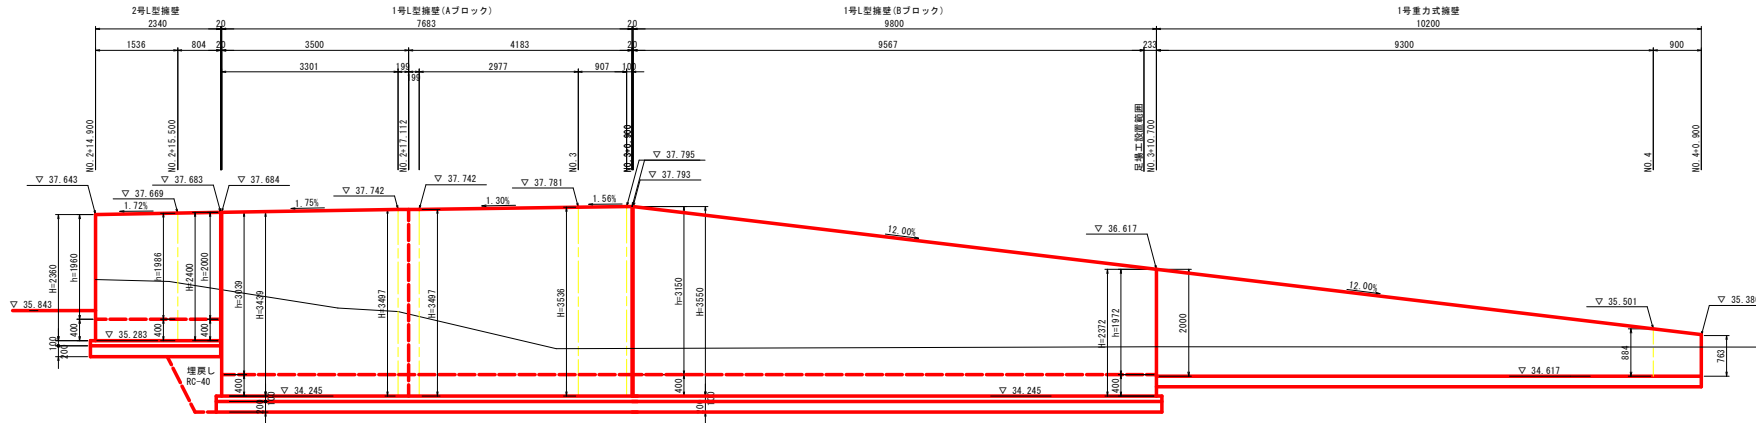 2号L型擁壁
1号L型擁壁(Aブロック)
1号L型擁壁(Bブロック)
1号重力式擁壁
2340
20
7683
20
9800
10200
1536
804
20
3500
4183
20
9567
233
9300
900
3301
199
199
2977
907
100
NO.2+14.900
NO.2+15.500
NO.2+17.112
NO.3
NO.3+0.900
足場工設置範囲
NO.3+10.700
NO.4
NO.4+0.900
▽ 37.795
▽ 37.793
▽ 37.643
▽ 37.683
▽ 37.684
▽ 37.669
▽ 37.742
▽ 37.742
▽ 37.781
1.72%
1.75%
1.30%
1.56%
12.00%
▽ 36.617
12.00%
▽ 35.501
▽ 35.843
▽ 35.283
H=2360
h=1960
h=1986
H=2400
h=2000
h=3039
H=3439
H=3497
H=3497
H=3536
h=3150
H=3550
H=2372
h=1972
2000
884
763
400
400
400
400
400
400
100
200
埋戻し
RC-40
▽ 34.245
▽ 34.245
▽ 34.617